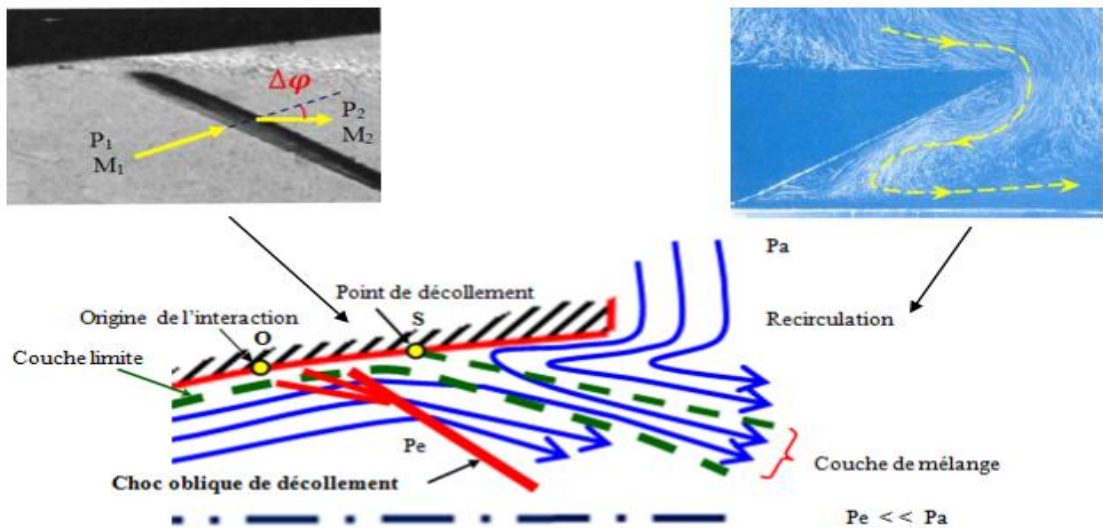 Δφ
P₁
M₁
P₂
M₂
Pa
Point de décollement
S
Recirculation
Origine de l’interaction
O
Couche limite
Pe
Couche de mélange
Choc oblique de décollement
Pe << Pa